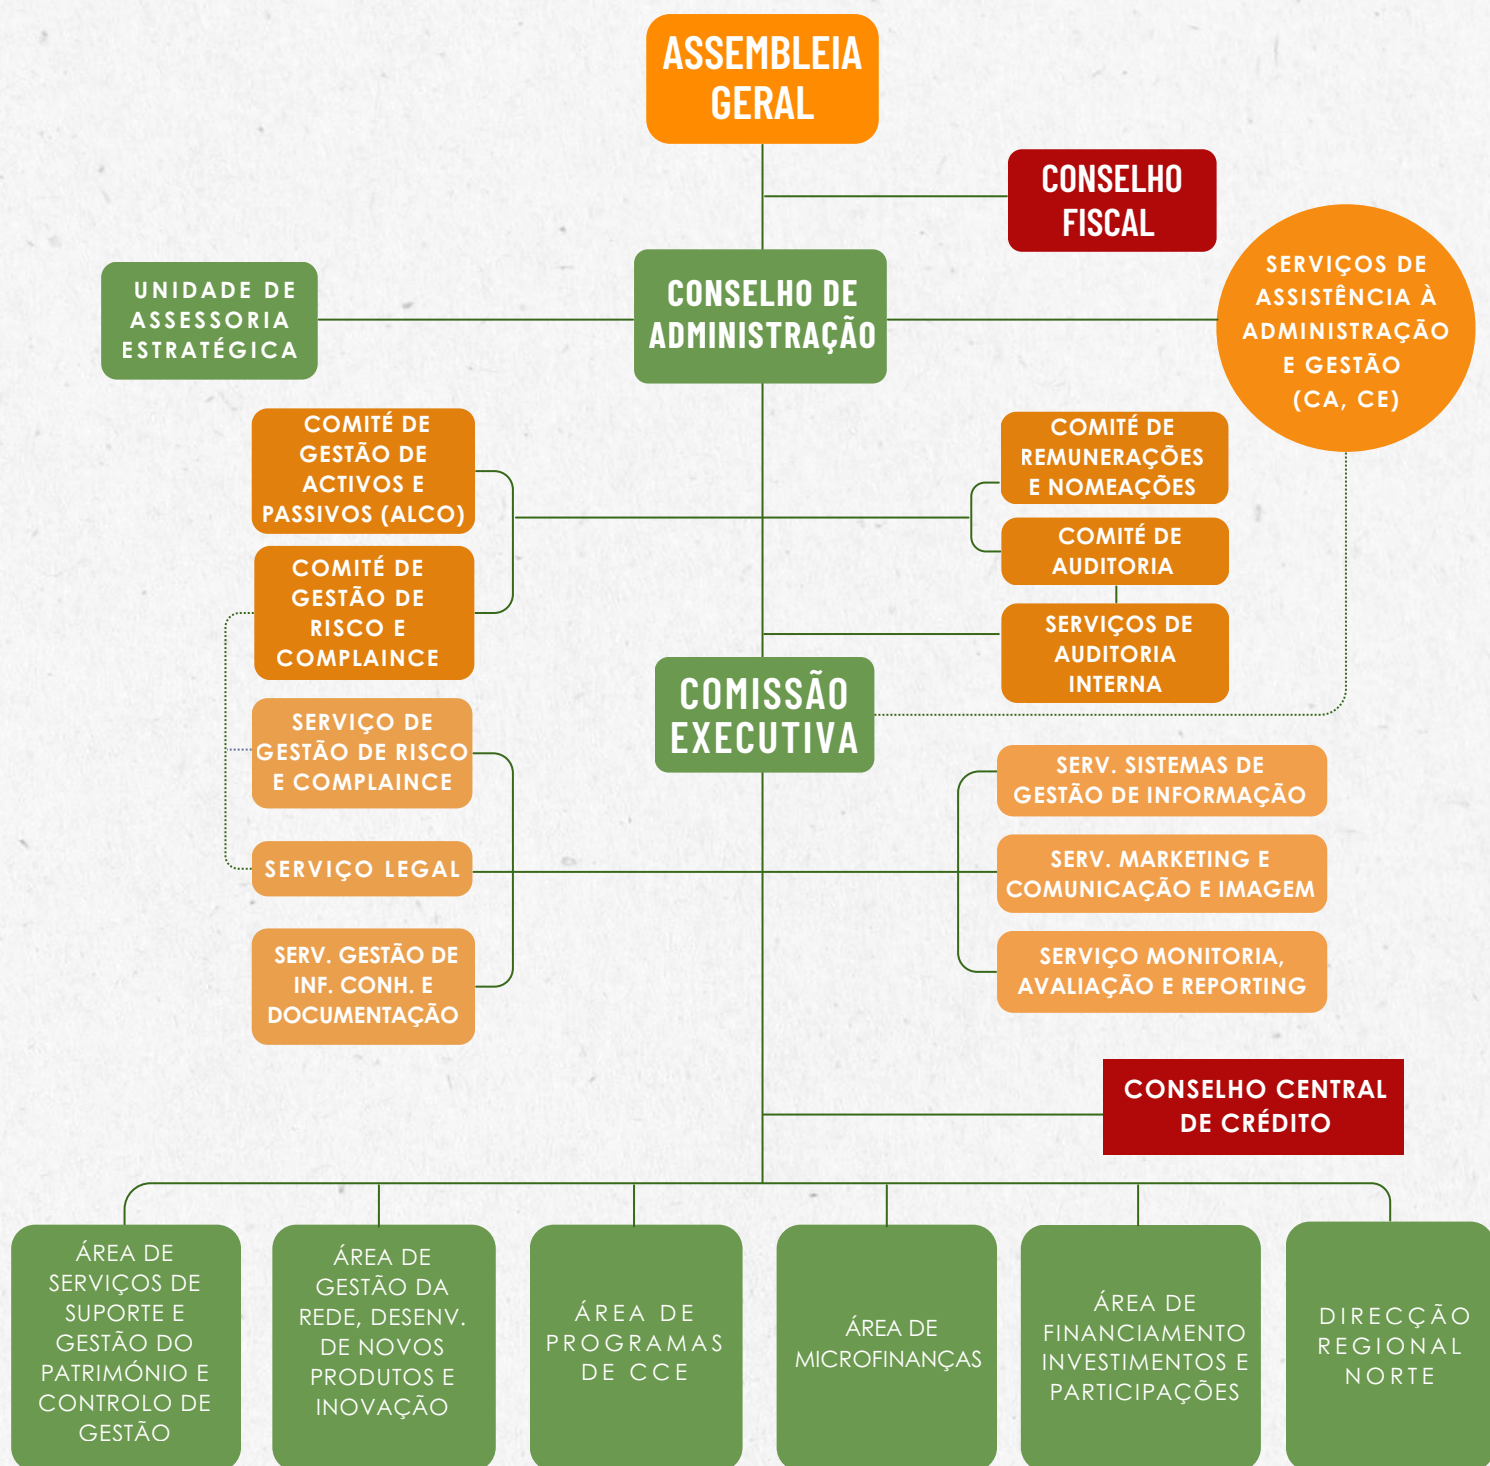 ASSEMBLEIA
GERAL
CONSELHO
FISCAL
UNIDADE DE
ASSESSORIA
ESTRATÉGICA
CONSELHO DE
ADMINISTRAÇÃO
SERVIÇOS DE
ASSISTÊNCIA À
ADMINISTRAÇÃO
E GESTÃO
(CA, CE)
COMITÉ DE
GESTÃO DE
ACTIVOS E
PASSIVOS (ALCO)
COMITÉ DE
REMUNERAÇÕES
E NOMEAÇÕES
COMITÉ DE
AUDITORIA
COMITÉ DE
GESTÃO DE
RISCO E
COMPLAINCE
SERVIÇOS DE
AUDITORIA
INTERNA
COMISSÃO
EXECUTIVA
SERVIÇO DE
GESTÃO DE RISCO
E COMPLAINCE
SERV. SISTEMAS DE
GESTÃO DE INFORMAÇÃO
SERVIÇO LEGAL
SERV. MARKETING E
COMUNICAÇÃO E IMAGEM
SERV. GESTÃO DE
INF. CONH. E
DOCUMENTAÇÃO
SERVIÇO MONITORIA,
AVALIAÇÃO E REPORTING
CONSELHO CENTRAL
DE CRÉDITO
ÁREA DE
SERVIÇOS DE
SUPORTE E
GESTÃO DO
PATRIMÓNIO E
CONTROLO DE
GESTÃO
ÁREA DE
GESTÃO DA
REDE, DESENV.
DE NOVOS
PRODUTOS E
INOVAÇÃO
ÁREA DE
PROGRAMAS
DE CCE
ÁREA DE
MICROFINANÇAS
ÁREA DE
FINANCIAMENTO
INVESTIMENTOS E
PARTICIPAÇÕES
DIRECÇÃO
REGIONAL
NORTE